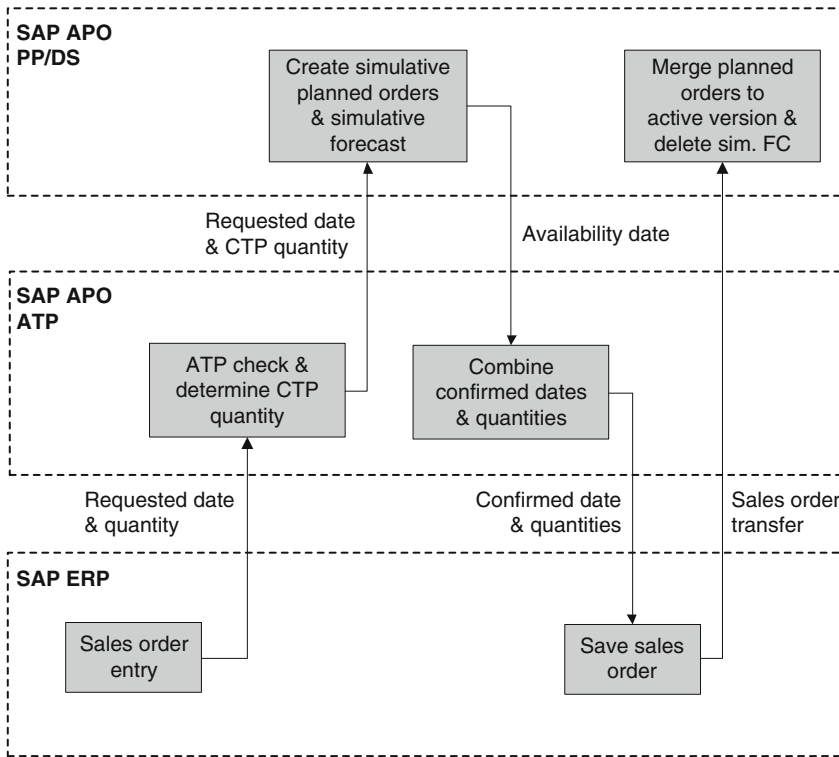 SAP APO
PP/DS
Create simulative
planned orders
& simulative
forecast
Merge planned
orders to
active version &
delete sim. FC
Requested date
& CTP quantity
Availability date
SAP APO
ATP
ATP check &
determine CTP
quantity
Combine
confirmed dates
& quantities
Requested date
& quantity
Confirmed date
& quantities
Sales order
transfer
SAP ERP
Sales order
entry
Save sales
order